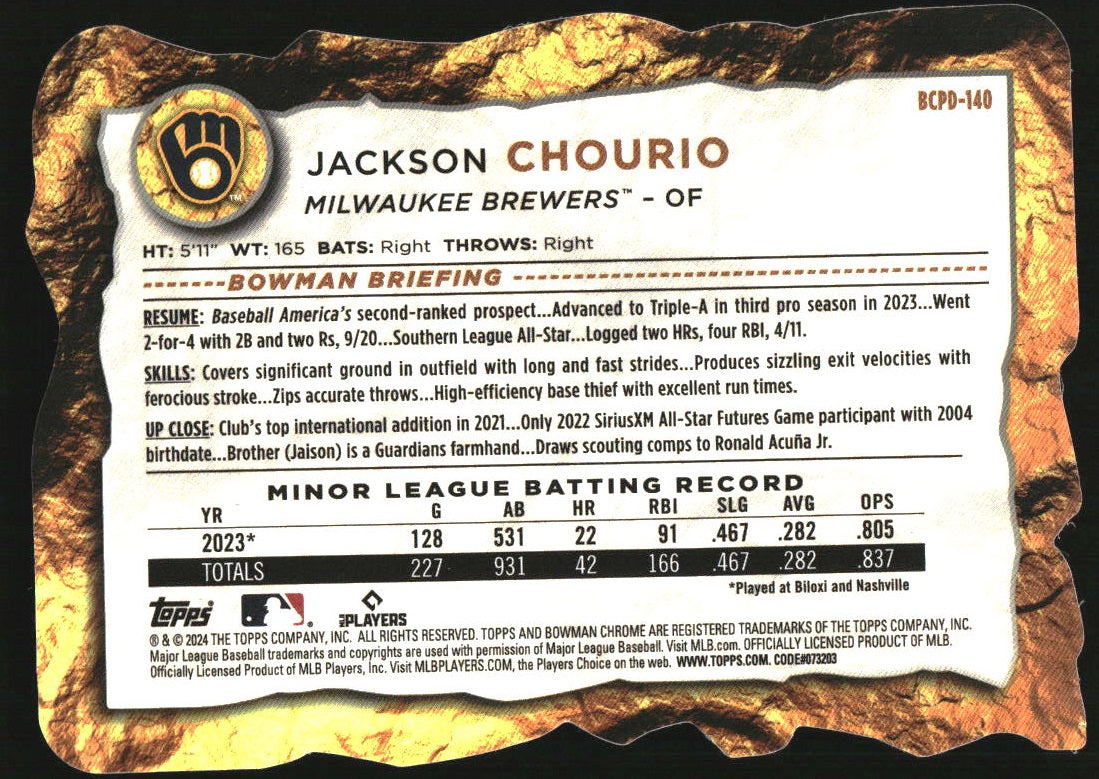 BCPD-140
JACKSON CHOURIO
MILWAUKEE BREWERS™ - OF
HT: 5'11" WT: 165 BATS: Right THROWS: Right
BOWMAN BRIEFING
RESUME: Baseball America's second-ranked prospect...Advanced to Triple-A in third pro season in 2023...Went
2-for-4 with 2B and two Rs, 9/20...Southern League All-Star...Logged two HRs, four RBI, 4/11.
SKILLS: Covers significant ground in outfield with long and fast strides...Produces sizzling exit velocities with
ferocious stroke...Zips accurate throws...High-efficiency base thief with excellent run times.
UP CLOSE: Club's top international addition in 2021...Only 2022 SiriusXM All-Star Futures Game participant with 2004
birthdate...Brother (Jaison) is a Guardians farmhand...Draws scouting comps to Ronald Acuña Jr.
MINOR LEAGUE BATTING RECORD
YR G AB HR RBI SLG AVG OPS
2023* 128 531 22 91 .467 .282 .805
TOTALS 227 931 42 166 .467 .282 .837
*Played at Biloxi and Nashville
topps MLB PLAYERS
® & © 2024 THE TOPPS COMPANY, INC. ALL RIGHTS RESERVED. TOPPS AND BOWMAN CHROME ARE REGISTERED TRADEMARKS OF THE TOPPS COMPANY, INC.
Major League Baseball trademarks and copyrights are used with permission of Major League Baseball. Visit MLB.com. OFFICIALLY LICENSED PRODUCT OF MLB.
Officially Licensed Product of MLB Players, Inc. Visit MLBPLAYERS.COM, the Players Choice on the web. WWW.TOPPS.COM. CODE#073203